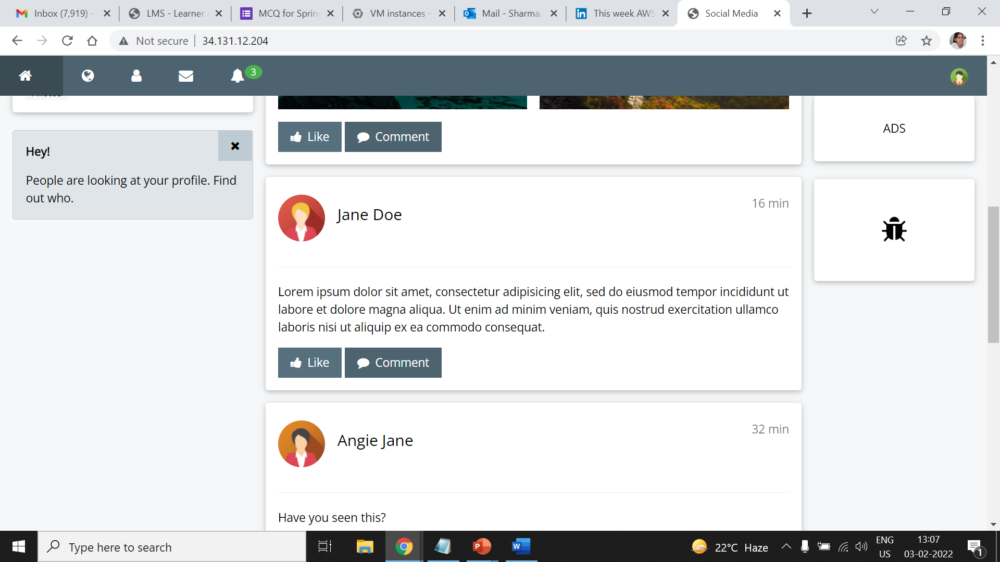 Inbox (7,919) -
LMS - Learner
MCQ for Sprin
VM instances -
Mail - Sharma,
This week AWS
Social Media
Not secure
34.131.12.204
3
ADS
Like
Comment
Hey!
People are looking at your profile. Find
out who.
Jane Doe
16 min
Lorem ipsum dolor sit amet, consectetur adipisicing elit, sed do eiusmod tempor incididunt ut
labore et dolore magna aliqua. Ut enim ad minim veniam, quis nostrud exercitation ullamco
laboris nisi ut aliquip ex ea commodo consequat.
Like
Comment
Angie Jane
32 min
Have you seen this?
Type here to search
22°C Haze
ENG
US
13:07
03-02-2022
1